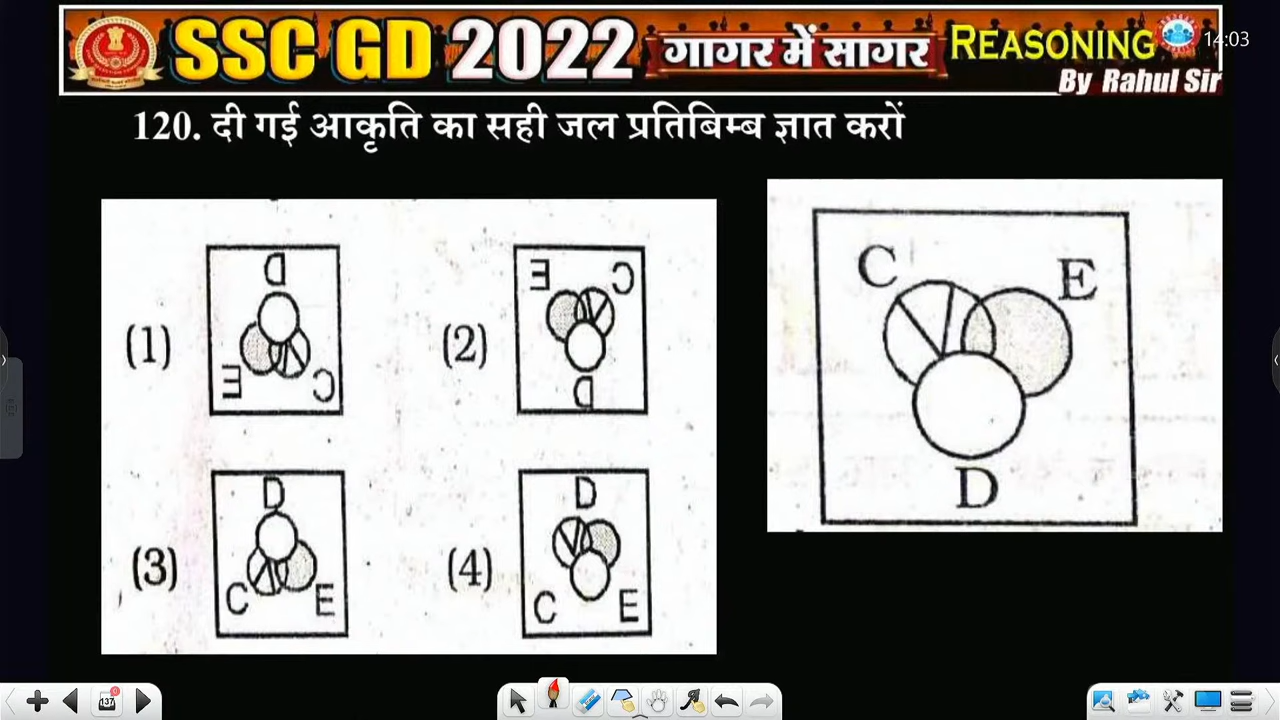 SSC GD 2022 गागर में सागर REASONING
14:03
By Rahul Sir
120. दी गई आकृति का सही जल प्रतिबिम्ब ज्ञात करों
(1) D E C
(2) E C D
(3) D C E
(4) D C E
C E
D
137